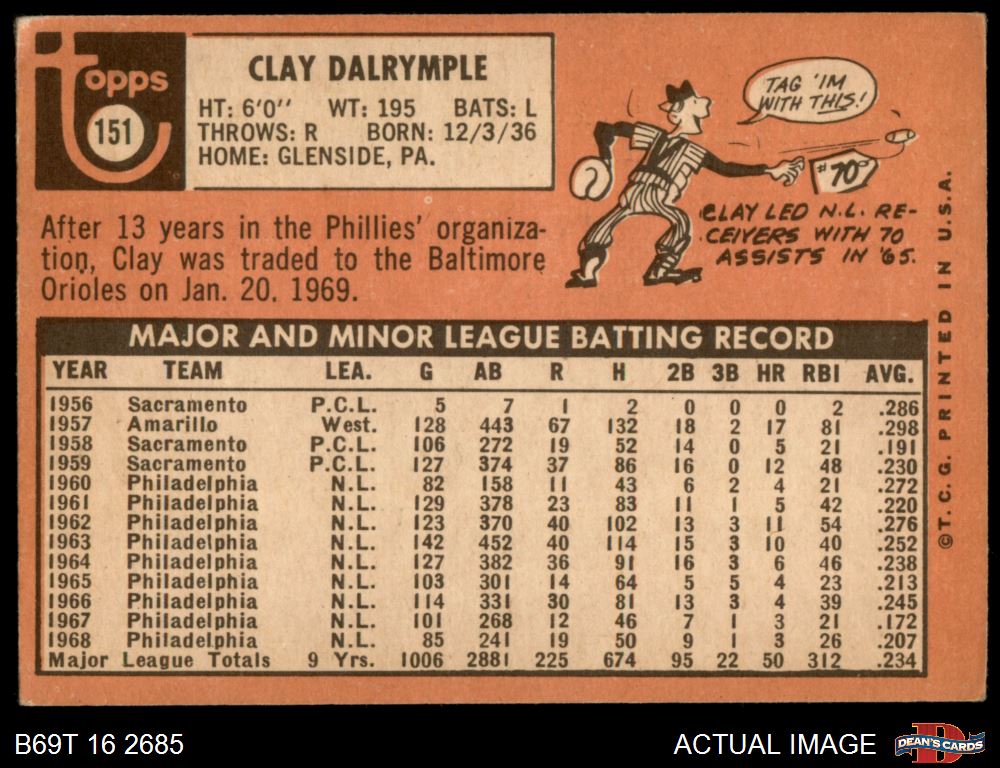 topps
151
CLAY DALRYMPLE
HT: 6'0" WT: 195 BATS: L
THROWS: R BORN: 12/3/36
HOME: GLENSIDE, PA.
TAG 'IM
WITH THIS!
#70
CLAY LED N.L. RE-
CEIVERS WITH 70
ASSISTS IN '65.
After 13 years in the Phillies' organiza-
tion, Clay was traded to the Baltimore
Orioles on Jan. 20, 1969.
MAJOR AND MINOR LEAGUE BATTING RECORD
YEAR TEAM LEA. G AB R H 2B 3B HR RBI AVG.
1956 Sacramento P.C.L. 5 7 1 2 0 0 0 2 .286
1957 Amarillo West. 128 443 67 132 18 2 17 81 .298
1958 Sacramento P.C.L. 106 272 19 52 14 0 5 21 .191
1959 Sacramento P.C.L. 127 374 37 86 16 0 12 48 .230
1960 Philadelphia N.L. 82 158 11 43 6 2 4 21 .272
1961 Philadelphia N.L. 129 378 23 83 11 1 5 42 .220
1962 Philadelphia N.L. 123 370 40 102 13 3 11 54 .276
1963 Philadelphia N.L. 142 452 40 114 15 3 10 40 .252
1964 Philadelphia N.L. 127 382 36 91 16 3 6 46 .238
1965 Philadelphia N.L. 103 301 14 64 5 5 4 23 .213
1966 Philadelphia N.L. 114 331 30 81 13 3 4 39 .245
1967 Philadelphia N.L. 101 268 12 46 7 1 3 21 .172
1968 Philadelphia N.L. 85 241 19 50 9 1 3 26 .207
Major League Totals 9 Yrs. 1006 2881 225 674 95 22 50 312 .234
©T. C. G. PRINTED IN U.S.A.
B69T 16 2685
ACTUAL IMAGE
D
DEAN'S CARDS